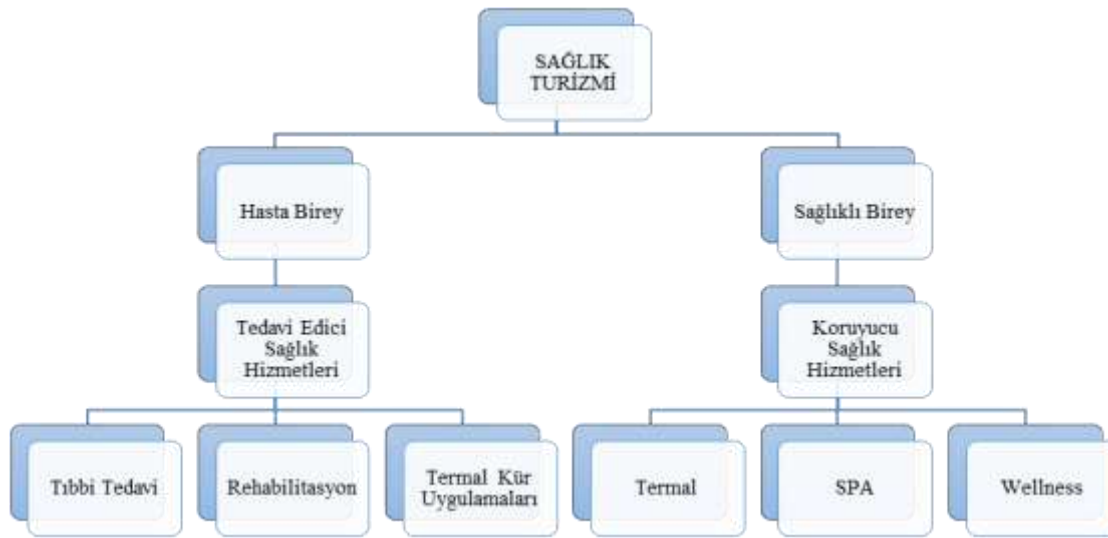 SAĞLIK
TURİZMİ
Hasta Birey
Sağlıklı Birey
Tedavi Edici
Sağlık
Hizmetleri
Koruyucu
Sağlık
Hizmetleri
Tıbbi Tedavi
Rehabilitasyon
Termal Kür
Uygulamaları
Termal
SPA
Wellness